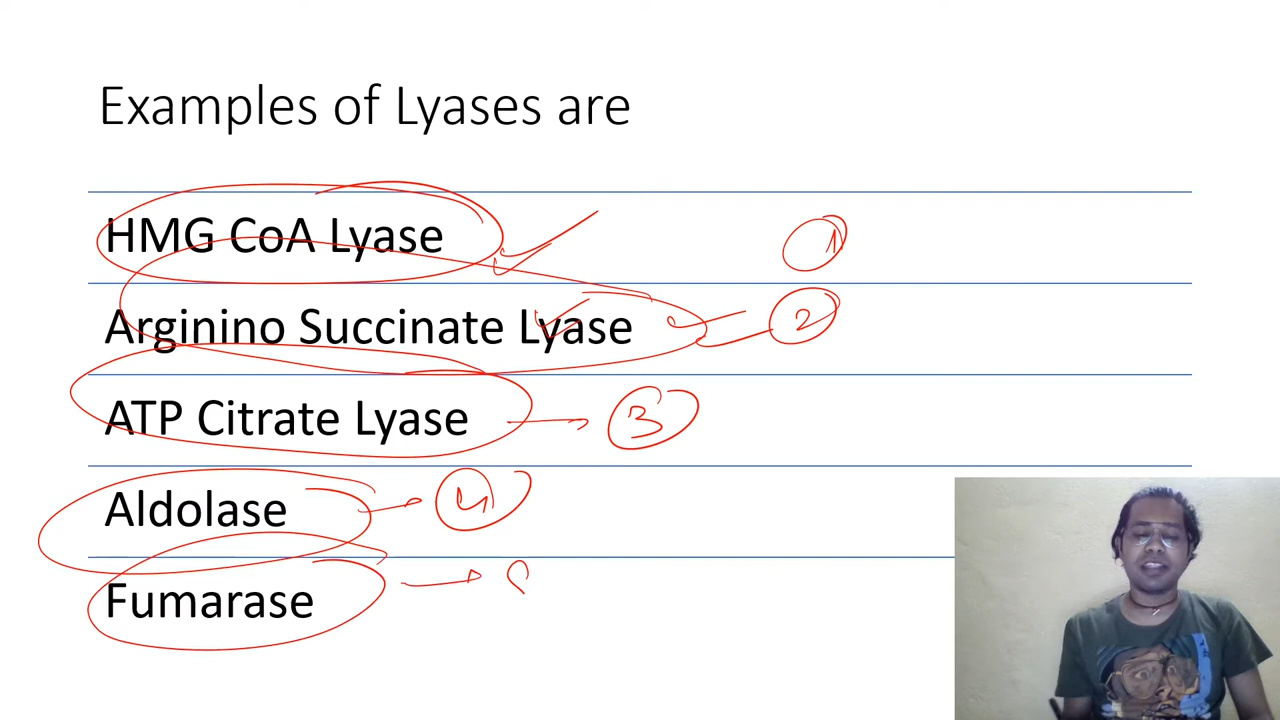 Examples of Lyases are
HMG CoA Lyase 1
Arginino Succinate Lyase 2
ATP Citrate Lyase 3
Aldolase 4
Fumarase